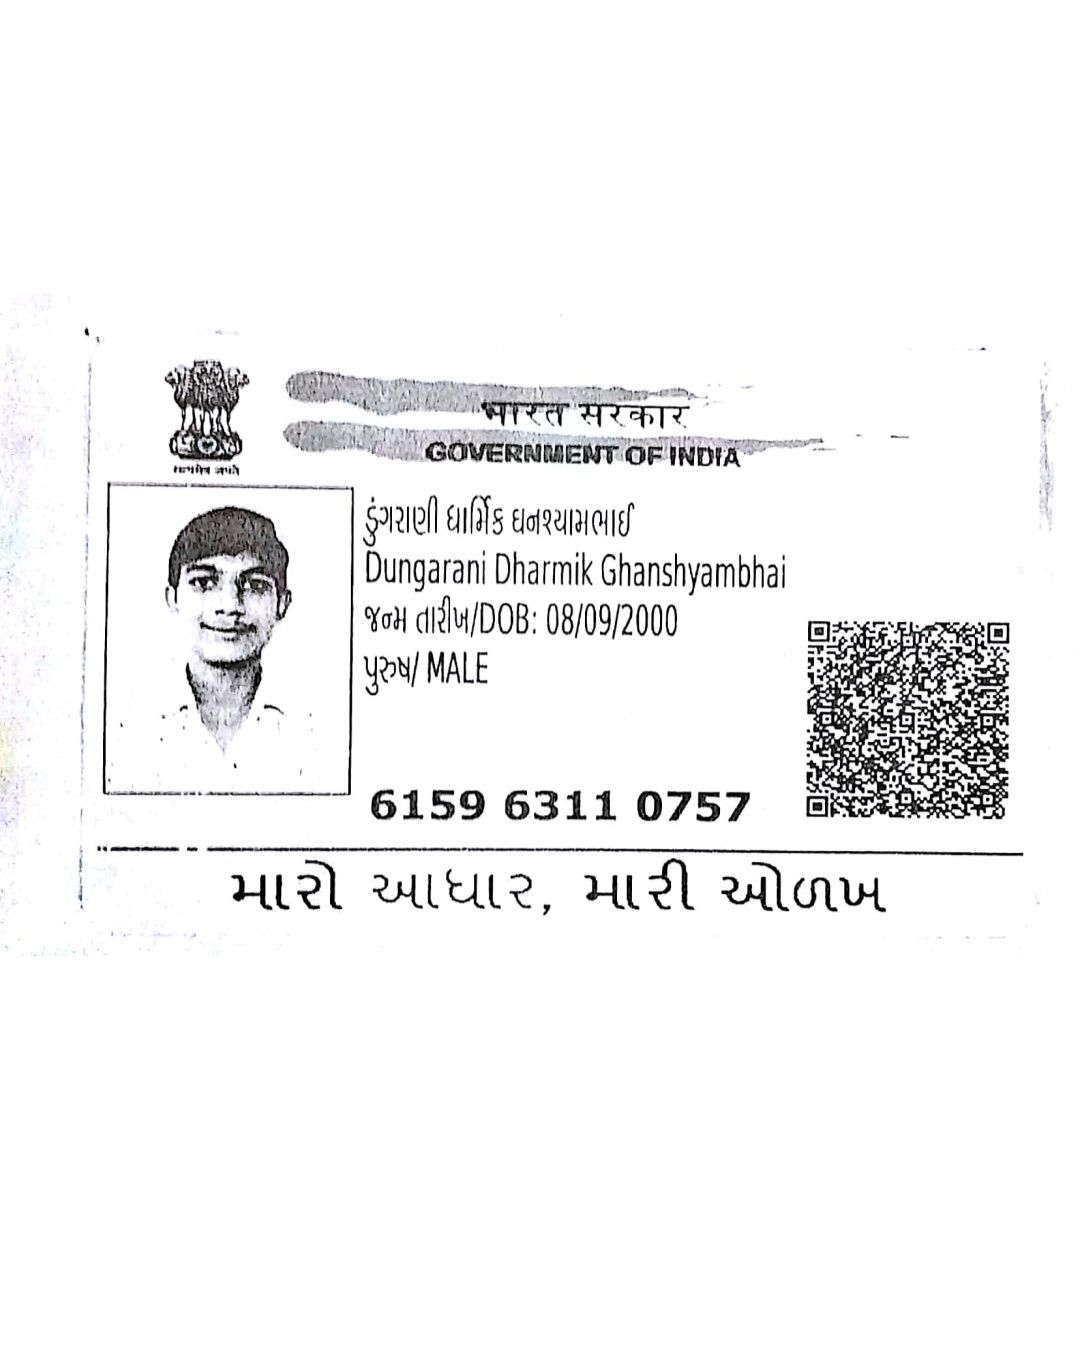 भारत सरकार
GOVERNMENT OF INDIA
सत्यमेव जयते
ડુંગરાણી ધાર્મિક ઘનશ્યામભાઈ
Dungarani Dharmik Ghanshyambhai
જન્મ તારીખ/DOB: 08/09/2000
પુરુષ/ MALE
6159 6311 0757
મારો આધાર, મારી ઓળખ